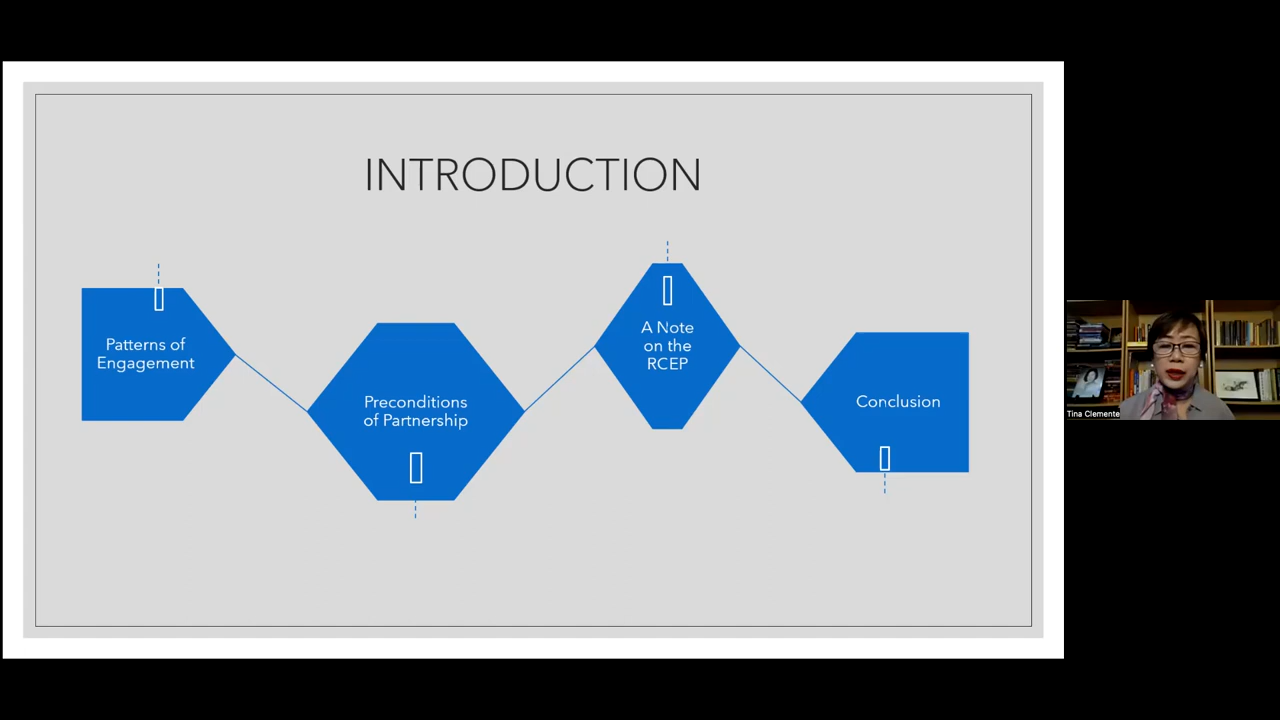 INTRODUCTION
Patterns of
Engagement
Preconditions
of Partnership
A Note
on the
RCEP
Conclusion
Tina Clemente